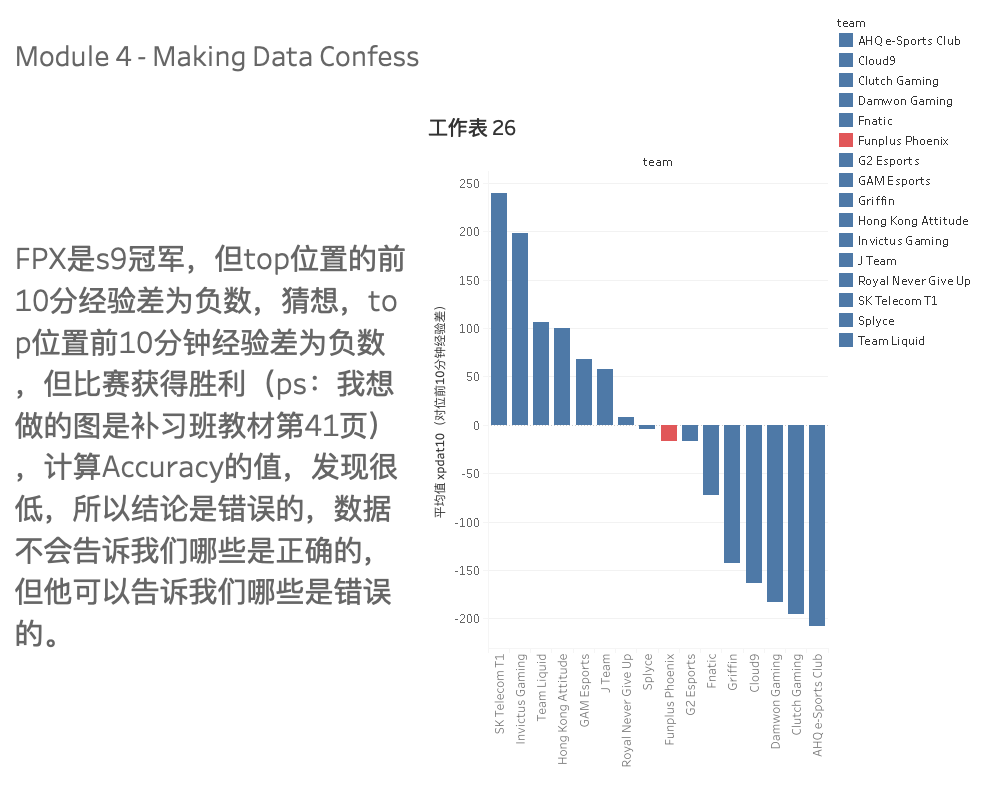 Module 4 - Making Data Confess
FPX是s9冠军，但top位置的前
10分经验差为负数，猜想，to
p位置前10分钟经验差为负数
，但比赛获得胜利（ps：我想
做的图是补习班教材第41页）
，计算Accuracy的值，发现很
低，所以结论是错误的，数据
不会告诉我们哪些是正确的，
但他可以告诉我们哪些是错误
的。
工作表 26
team
平均值 xpdat10（对位前10分钟经验差）
250
200
150
100
50
0
-50
-100
-150
-200
SK Telecom T1
Invictus Gaming
Team Liquid
Hong Kong Attitude
GAM Esports
J Team
Royal Never Give Up
Splyce
Funplus Phoenix
G2 Esports
Fnatic
Griffin
Cloud9
Damwon Gaming
Clutch Gaming
AHQ e-Sports Club
team
AHQ e-Sports Club
Cloud9
Clutch Gaming
Damwon Gaming
Fnatic
Funplus Phoenix
G2 Esports
GAM Esports
Griffin
Hong Kong Attitude
Invictus Gaming
J Team
Royal Never Give Up
SK Telecom T1
Splyce
Team Liquid